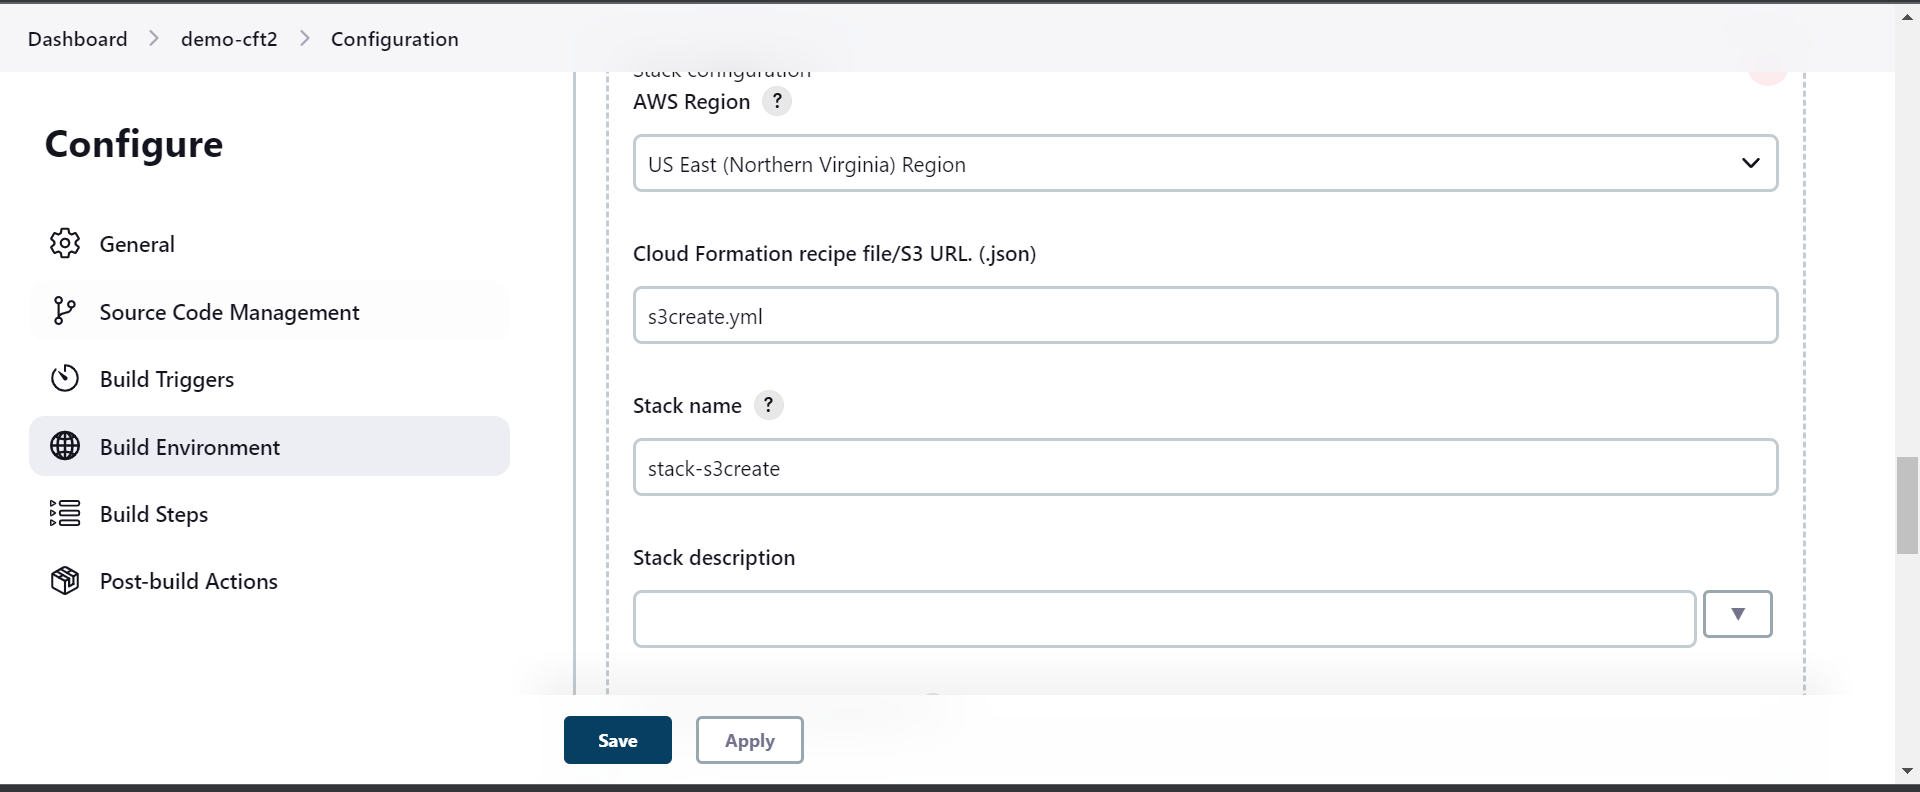 Dashboard > demo-cft2 > Configuration
Configure
General
Source Code Management
Build Triggers
Build Environment
Build Steps
Post-build Actions
Stack configuration
AWS Region ?
US East (Northern Virginia) Region
Cloud Formation recipe file/S3 URL. (.json)
s3create.yml
Stack name ?
stack-s3create
Stack description
Save
Apply